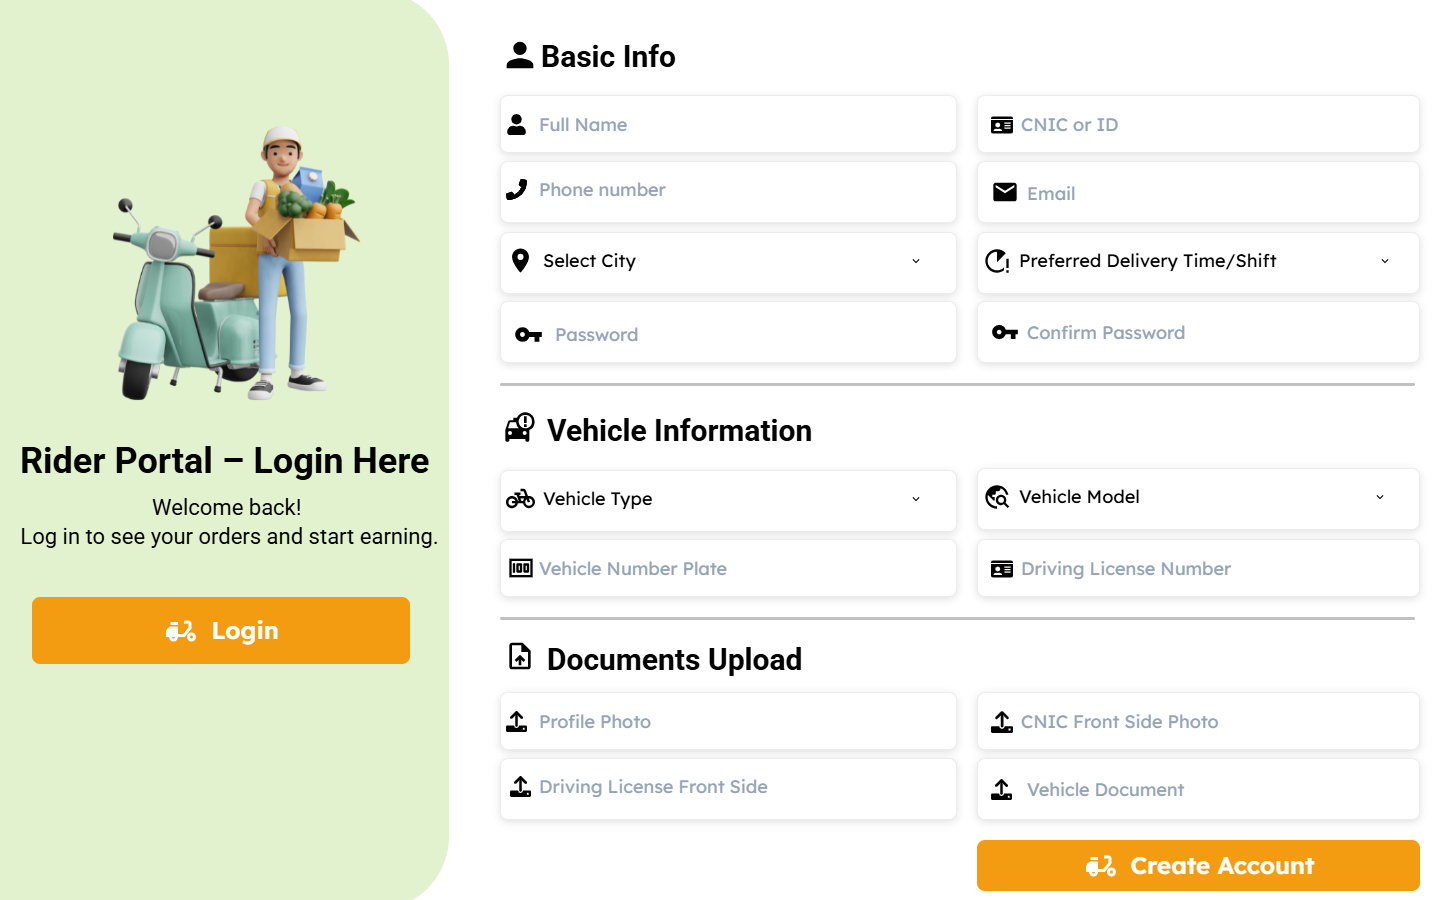 Rider Portal – Login Here
Welcome back!
Log in to see your orders and start earning.
Login
Basic Info
Full Name
CNIC or ID
Phone number
Email
Select City
Preferred Delivery Time/Shift
Password
Confirm Password
Vehicle Information
Vehicle Type
Vehicle Model
Vehicle Number Plate
Driving License Number
Documents Upload
Profile Photo
CNIC Front Side Photo
Driving License Front Side
Vehicle Document
Create Account